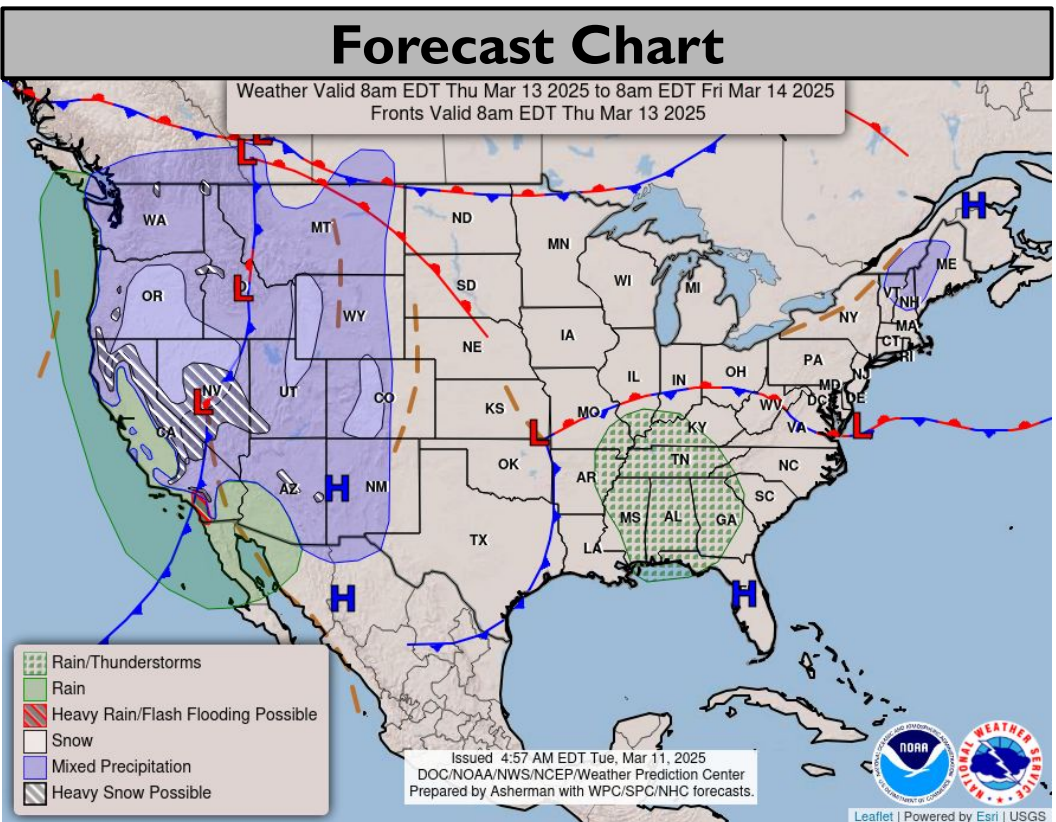 Forecast Chart
Weather Valid 8am EDT Thu Mar 13 2025 to 8am EDT Fri Mar 14 2025
Fronts Valid 8am EDT Thu Mar 13 2025
L
L
H
WA
MT
ND
MN
ME
WI
MI
VT
NH
L
OR
SD
WY
NY
MA
CT
RI
NE
IA
PA
NJ
OH
IL
IN
MD
DE
DC
NV
UT
CO
L
KS
MO
WV
VA
L
L
CA
KY
OK
TN
NC
AR
AZ
H
NM
SC
MS
AL
GA
TX
LA
H
H
Rain/Thunderstorms
Rain
Heavy Rain/Flash Flooding Possible
Snow
Mixed Precipitation
Heavy Snow Possible
Issued 4:57 AM EDT Tue, Mar 11, 2025
DOC/NOAA/NWS/NCEP/Weather Prediction Center
Prepared by Asherman with WPC/SPC/NHC forecasts.
NOAA
NATIONAL WEATHER SERVICE
Leaflet | Powered by Esri | USGS